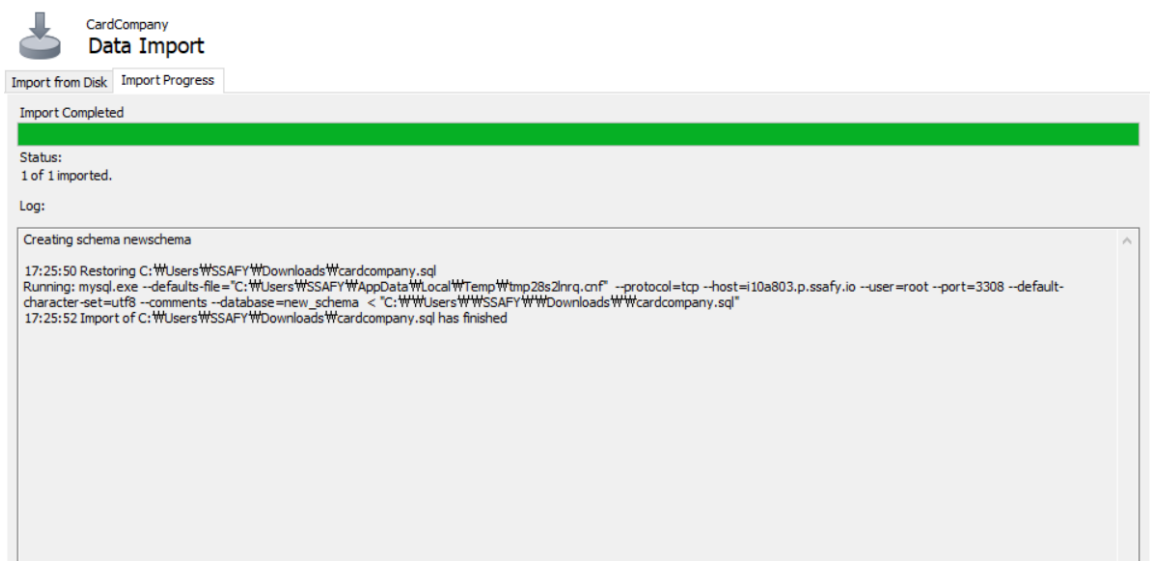 CardCompany
Data Import
Import from Disk Import Progress
Import Completed
Status:
1 of 1 imported.
Log:
Creating schema newschema
17:25:50 Restoring C:₩Users₩SSAFY₩Downloads₩cardcompany.sql
Running: mysql.exe --defaults-file="C:₩Users₩SSAFY₩AppData₩Local₩Temp₩tmp28s2lnrq.cnf" --protocol=tcp --host=i10a803.p.ssafy.io --user=root --port=3308 --default-
character-set=utf8 --comments --database=new_schema < "C:₩₩Users₩₩SSAFY₩₩Downloads₩₩cardcompany.sql"
17:25:52 Import of C:₩Users₩SSAFY₩Downloads₩cardcompany.sql has finished